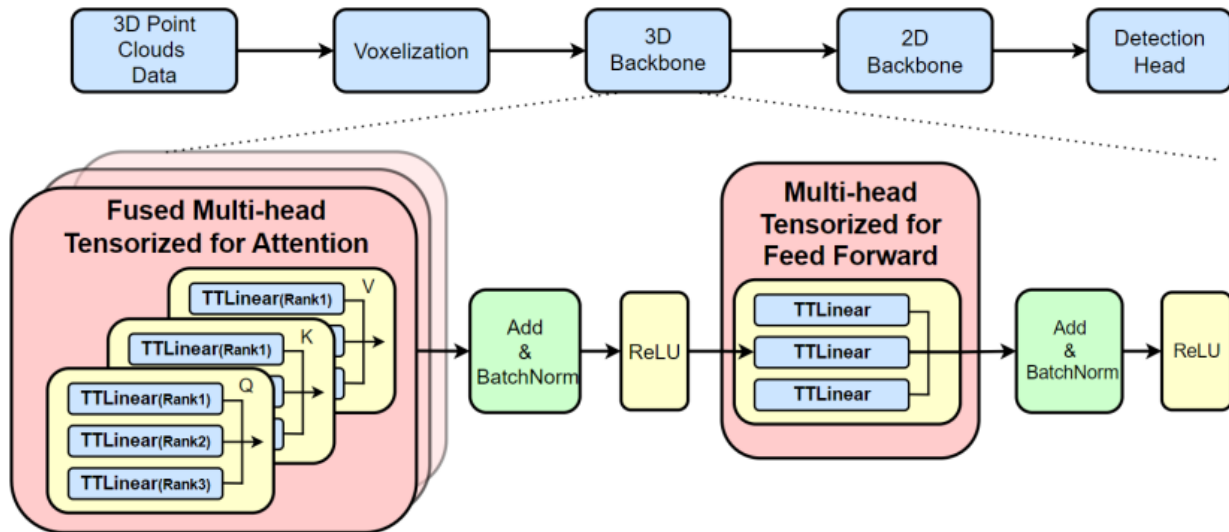 3D Point
Clouds
Data
Voxelization
3D
Backbone
2D
Backbone
Detection
Head
Fused Multi-head
Tensorized for Attention
V
TTLinear(Rank1)
K
TTLinear(Rank1)
Q
TTLinear(Rank1)
TTLinear(Rank2)
TTLinear(Rank3)
Add
&
BatchNorm
ReLU
Multi-head
Tensorized for
Feed Forward
TTLinear
TTLinear
TTLinear
Add
&
BatchNorm
ReLU